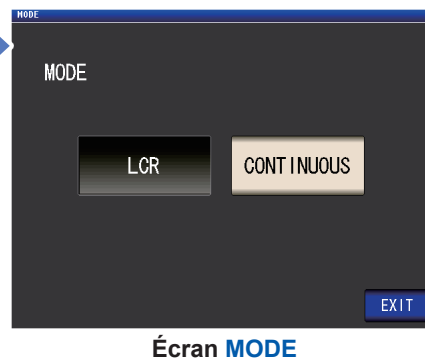 MODE
MODE
LCR CONTINUOUS
EXIT
Écran MODE